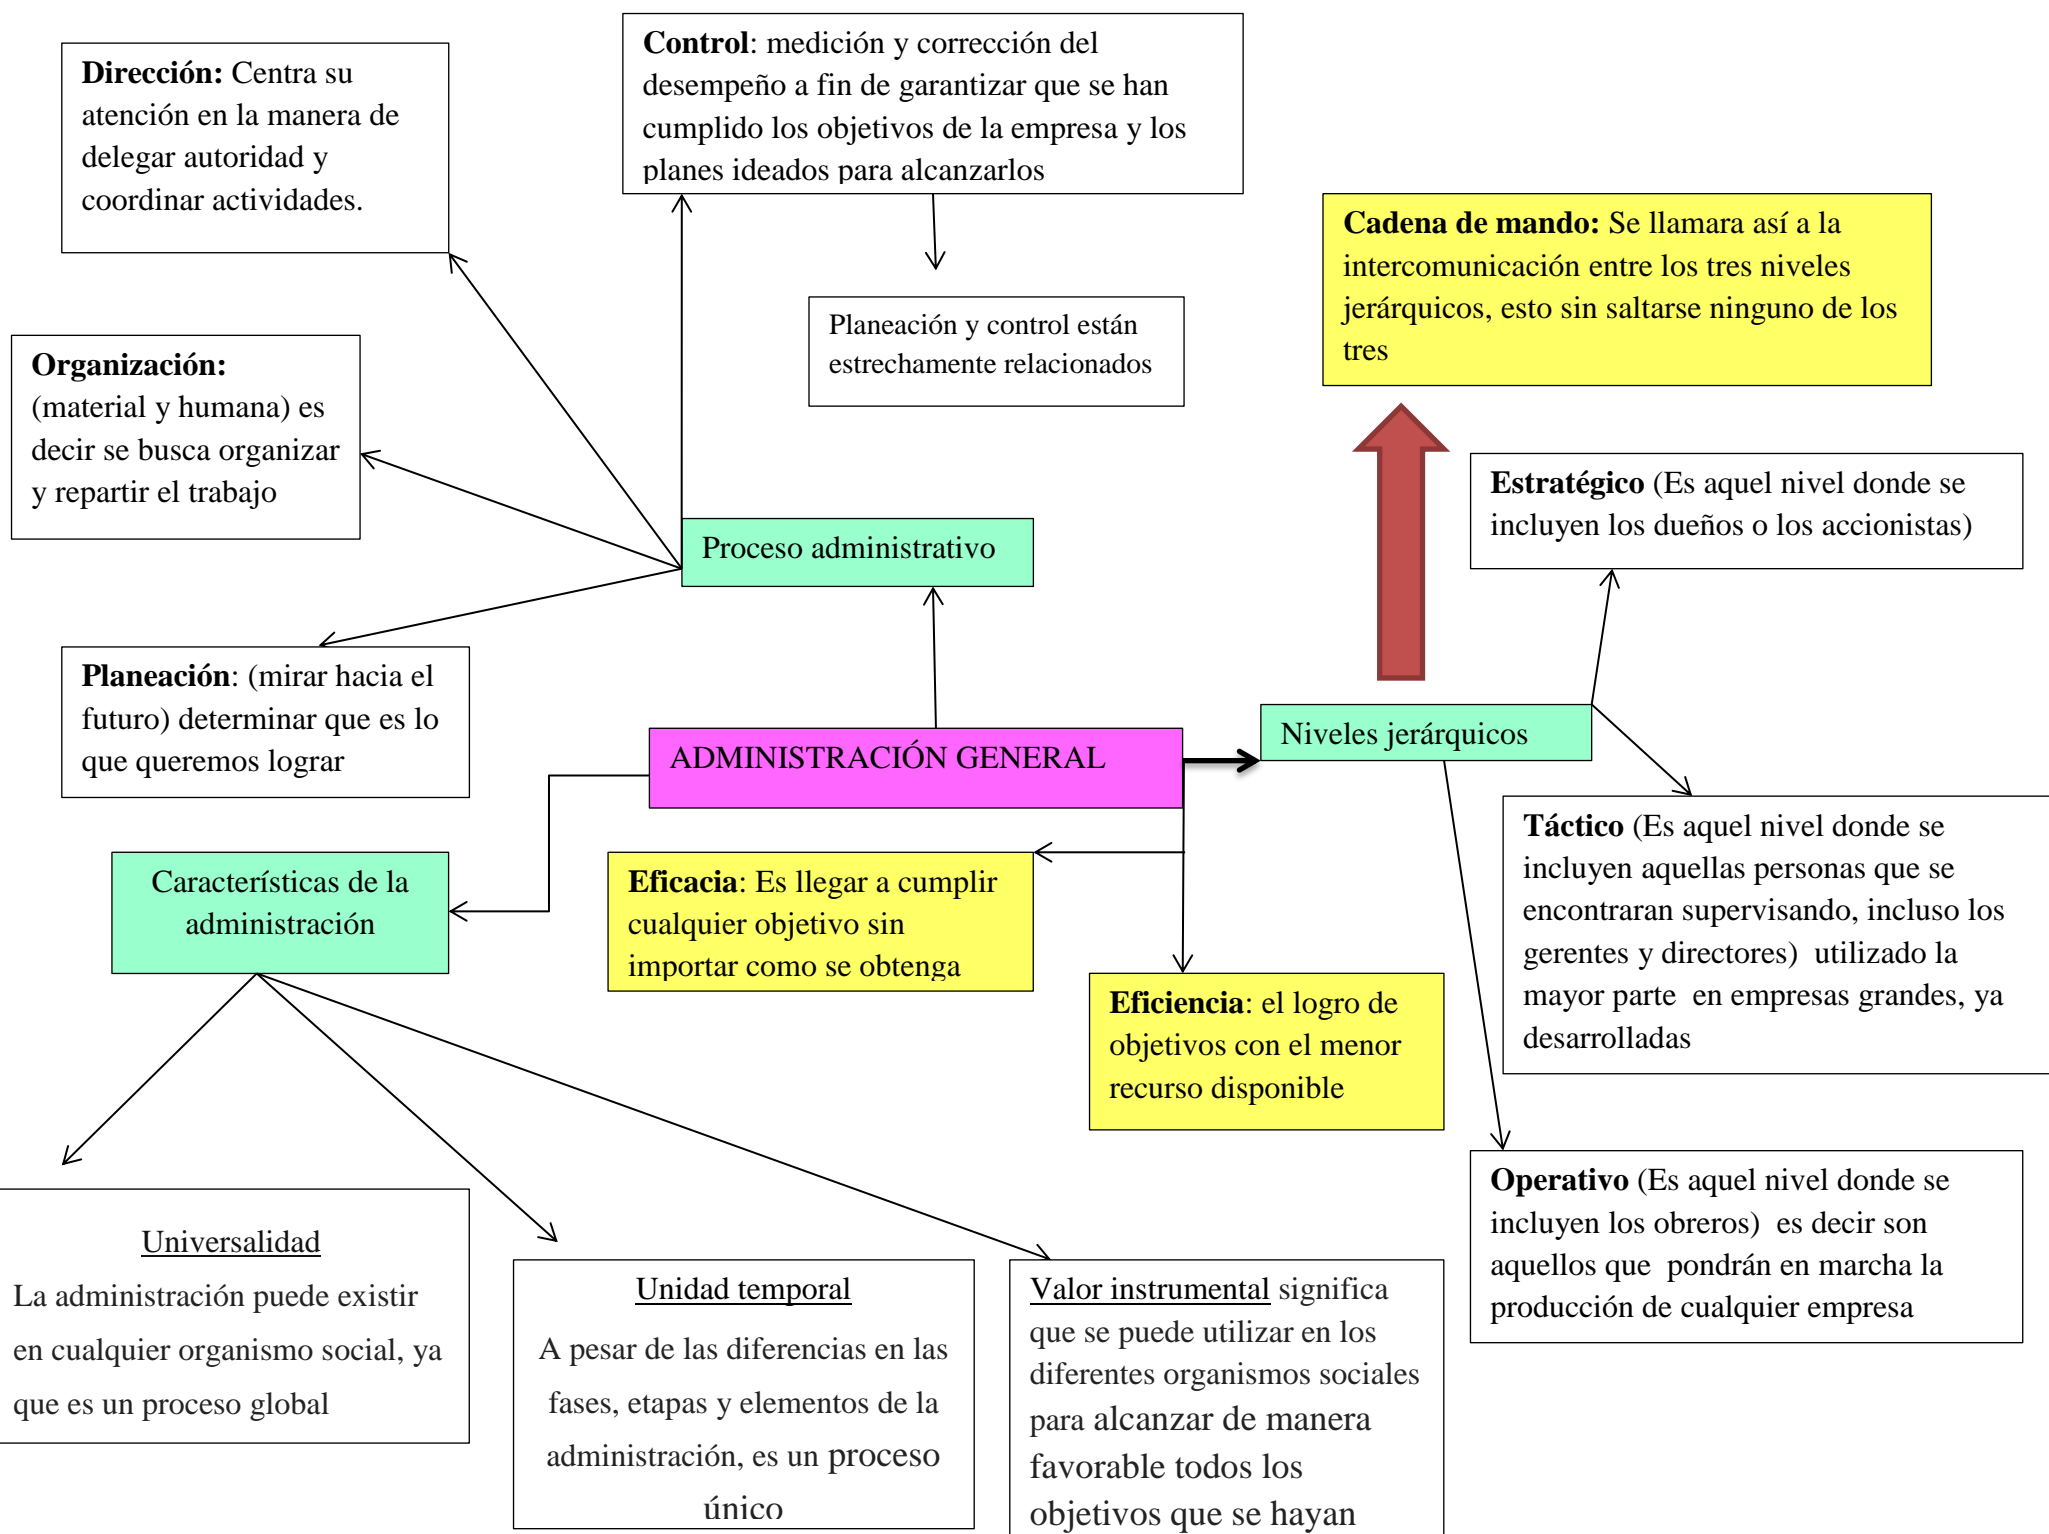 Control: medición y corrección del
desempeño a fin de garantizar que se han
cumplido los objetivos de la empresa y los
planes ideados para alcanzarlos
Dirección: Centra su
atención en la manera de
delegar autoridad y
coordinar actividades.
Cadena de mando: Se llamara así a la
intercomunicación entre los tres niveles
jerárquicos, esto sin saltarse ninguno de los
tres
Planeación y control están
estrechamente relacionados
Organización:
(material y humana) es
decir se busca organizar
y repartir el trabajo
Estratégico (Es aquel nivel donde se
incluyen los dueños o los accionistas)
Proceso administrativo
Planeación: (mirar hacia el
futuro) determinar que es lo
que queremos lograr
Niveles jerárquicos
ADMINISTRACIÓN GENERAL
Táctico (Es aquel nivel donde se
incluyen aquellas personas que se
encontraran supervisando, incluso los
gerentes y directores)  utilizado la
mayor parte  en empresas grandes, ya
desarrolladas
Características de la
administración
Eficacia: Es llegar a cumplir
cualquier objetivo sin
importar como se obtenga
Eficiencia: el logro de
objetivos con el menor
recurso disponible
Operativo (Es aquel nivel donde se
incluyen los obreros)  es decir son
aquellos que  pondrán en marcha la
producción de cualquier empresa
Universalidad
La administración puede existir
en cualquier organismo social, ya
que es un proceso global
Unidad temporal
A pesar de las diferencias en las
fases, etapas y elementos de la
administración, es un proceso
único
Valor instrumental significa
que se puede utilizar en los
diferentes organismos sociales
para alcanzar de manera
favorable todos los
objetivos que se hayan